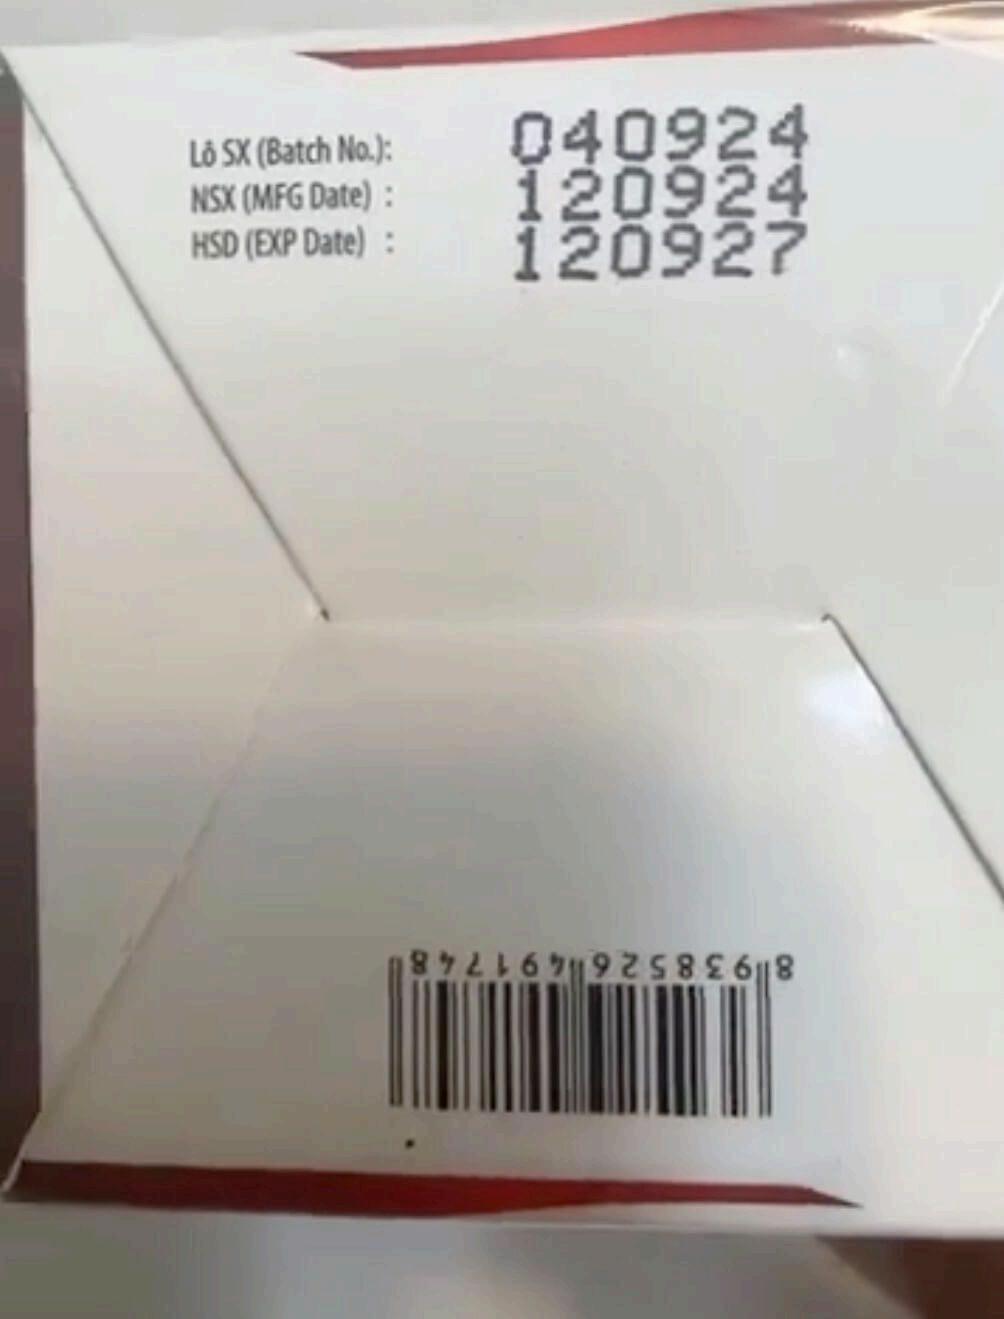 Lô SX (Batch No.): 040924
NSX (MFG Date) : 120924
HSD (EXP Date) : 120927
8 938526 491748